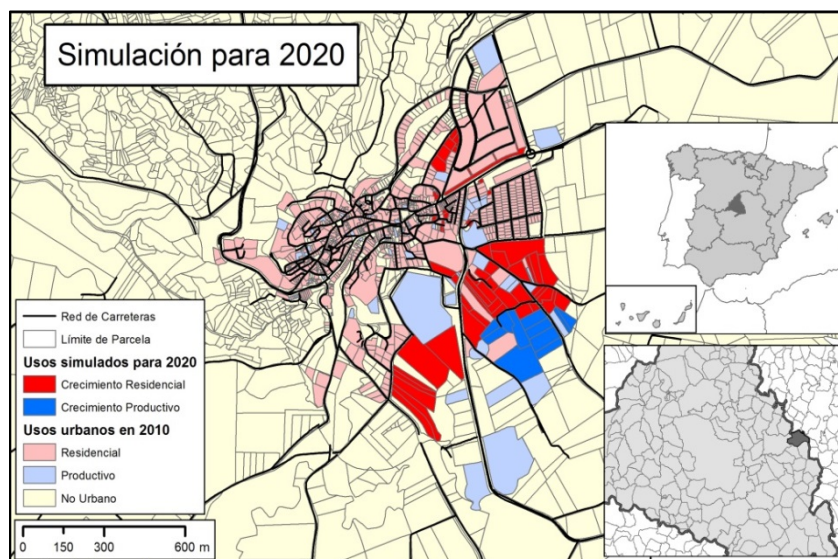 Simulación para 2020
Red de Carreteras
Límite de Parcela
Usos simulados para 2020
Crecimiento Residencial
Crecimiento Productivo
Usos urbanos en 2010
Residencial
Productivo
No Urbano
0 150 300 600 m